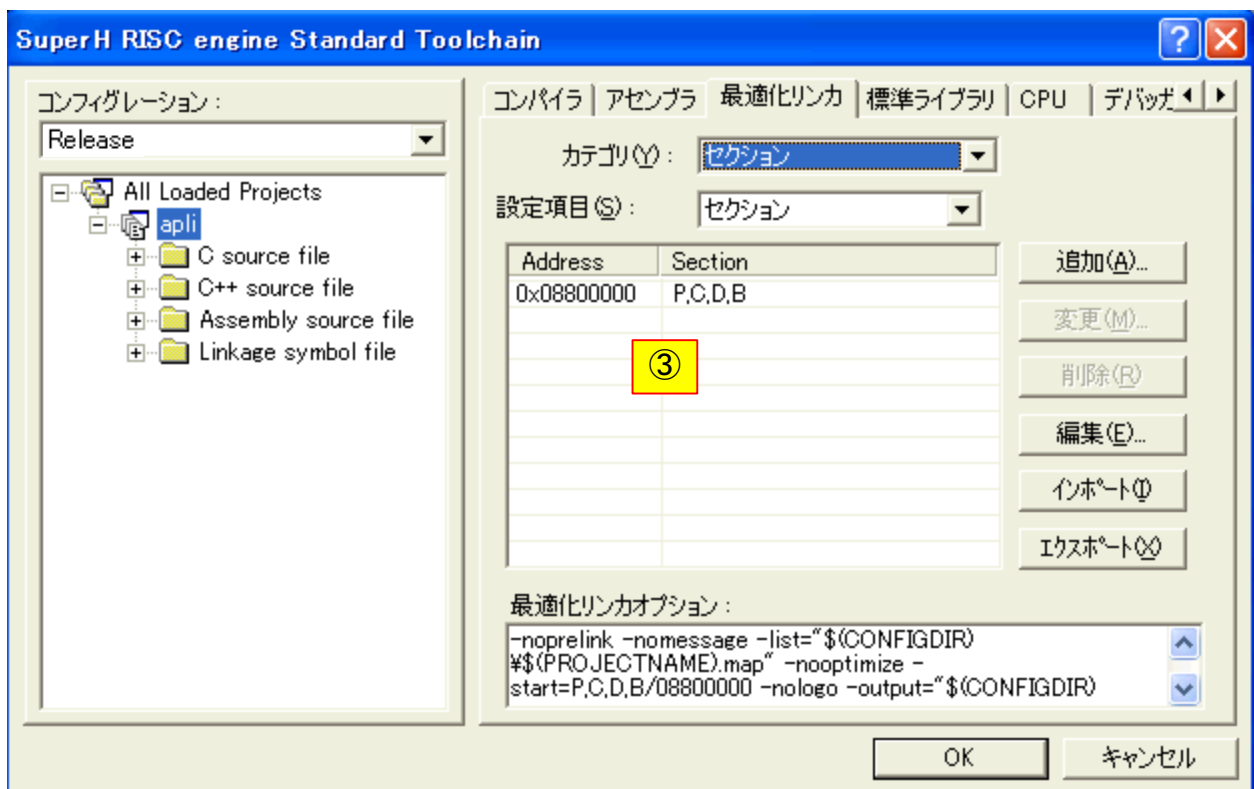 SuperH RISC engine Standard Toolchain
コンフィグレーション :
Release
All Loaded Projects
apli
C source file
C++ source file
Assembly source file
Linkage symbol file
コンパイラ アセンブラ 最適化リンカ 標準ライブラリ CPU デバッガ
カテゴリ(Y) : セクション
設定項目(S) : セクション
Address Section
0x08800000 P,C,D,B
③
追加(A)...
変更(M)...
削除(R)
編集(E)...
インポート(I)
エクスポート(X)
最適化リンカオプション :
-noprelink -nomessage -list="$(CONFIGDIR)
¥$(PROJECTNAME).map" -nooptimize -
start=P,C,D,B/08800000 -nologo -output="$(CONFIGDIR)
OK キャンセル